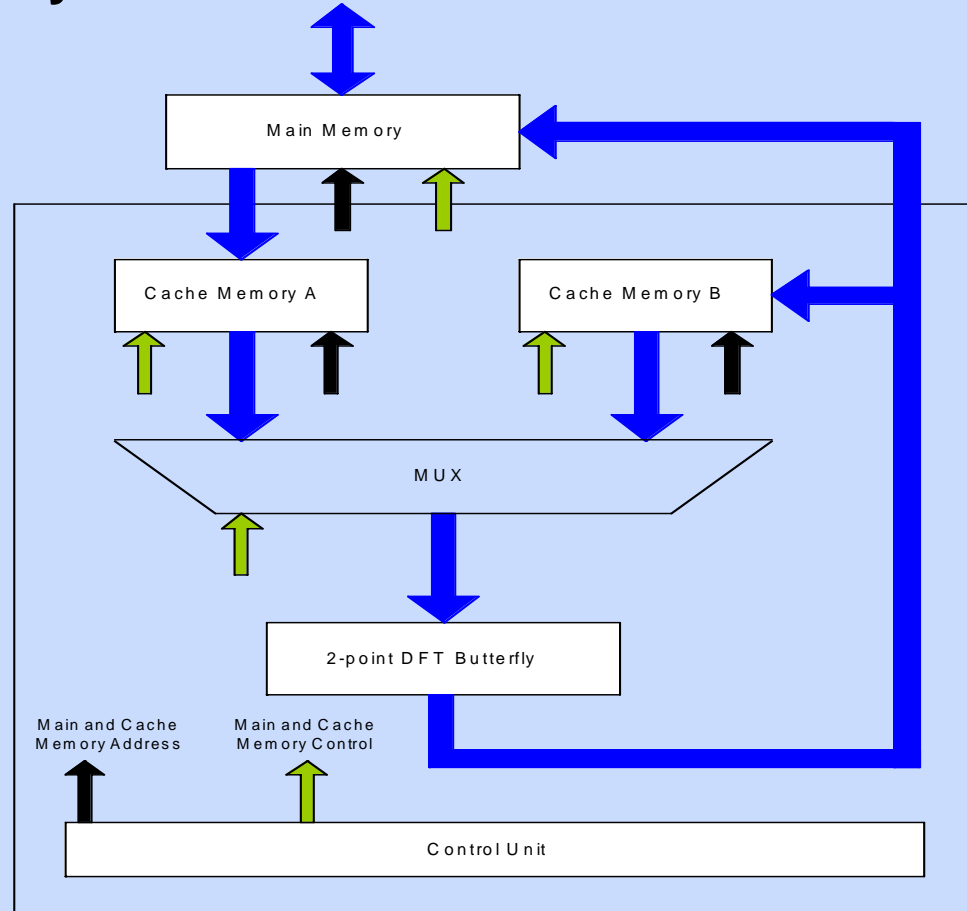 Main Memory
Cache Memory A
Cache Memory B
MUX
2-point DFT Butterfly
Main and Cache
Memory Address
Main and Cache
Memory Control
Control Unit